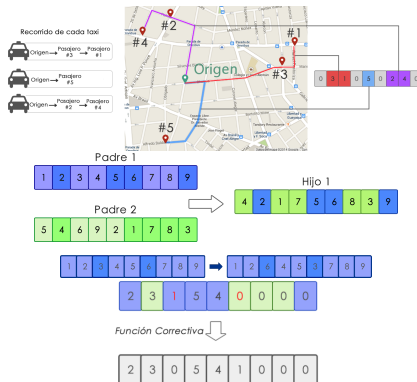 Recorrido de cada taxi
Origen → Pasajero #3 → Pasajero #1
Origen → Pasajero #5
Origen → Pasajero #2 → Pasajero #4
#2
#4
#1
#3
Origen
#5
0 3 1 0 5 0 2 4 0
Padre 1
1 2 3 4 5 6 7 8 9
Padre 2
5 4 6 9 2 1 7 8 3
Hijo 1
4 2 1 7 5 6 8 3 9
1 2 3 4 5 6 7 8 9
1 2 6 4 5 3 7 8 9
2 3 1 5 4 0 0 0 0
Función Correctiva
2 3 0 5 4 1 0 0 0